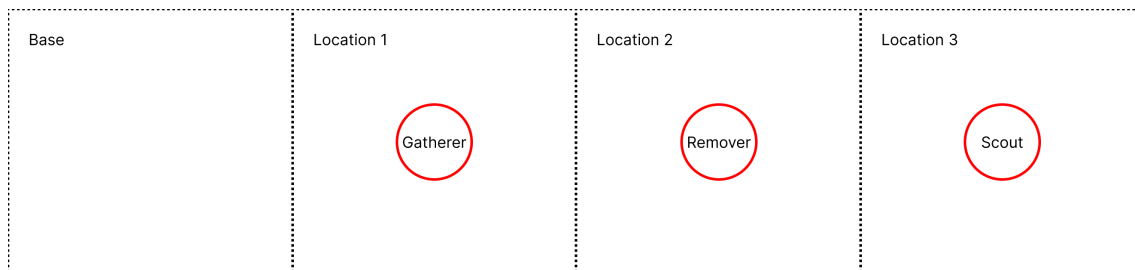 Base
Location 1
Location 2
Location 3
Gatherer
Remover
Scout